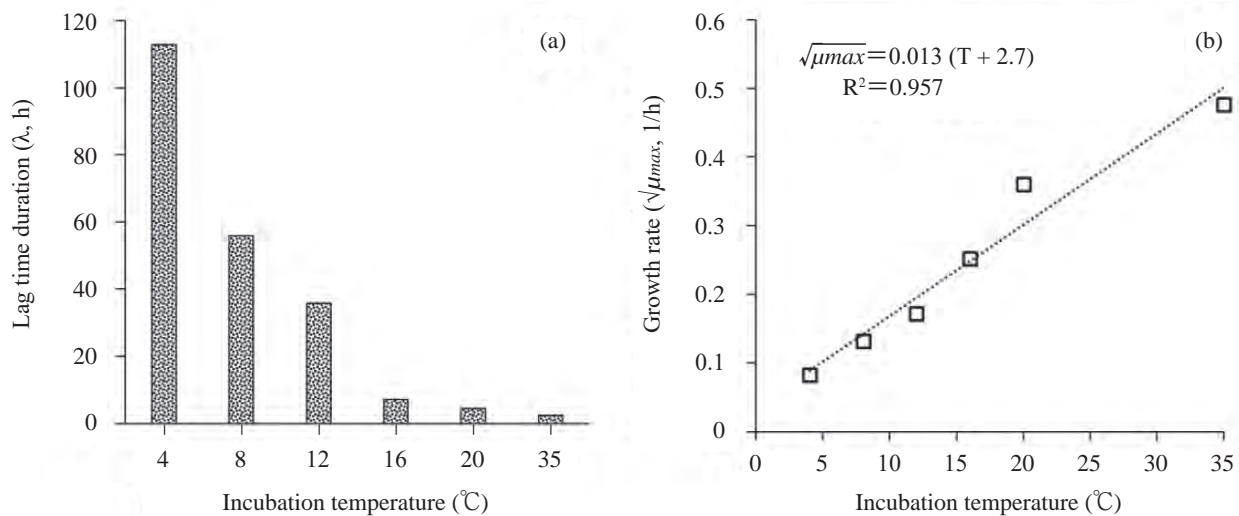 (a)
Lag time duration (λ, h)
120
100
80
60
40
20
0
4 8 12 16 20 35
Incubation temperature (℃)
(b)
√μmax=0.013 (T + 2.7)
R²=0.957
Growth rate (√μmax, 1/h)
0.6
0.5
0.4
0.3
0.2
0.1
0
0 5 10 15 20 25 30 35
Incubation temperature (℃)